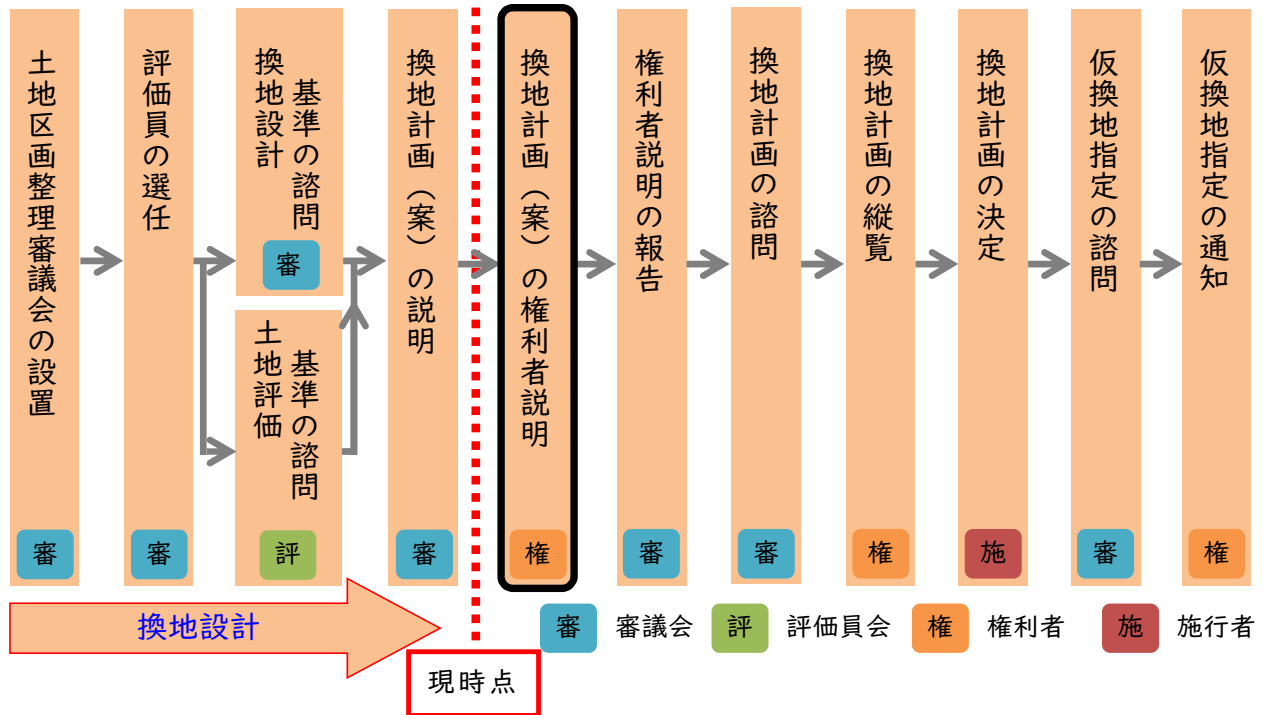 土地区画整理審議会の設置
審
評価員の選任
審
換地設計
基準の諮問
審
土地評価
基準の諮問
評
換地計画（案）の説明
審
換地計画（案）の権利者説明
権
権利者説明の報告
審
換地計画の諮問
審
換地計画の縦覧
権
換地計画の決定
施
仮換地指定の諮問
審
仮換地指定の通知
権
換地設計
現時点
審 審議会
評 評価員会
権 権利者
施 施行者